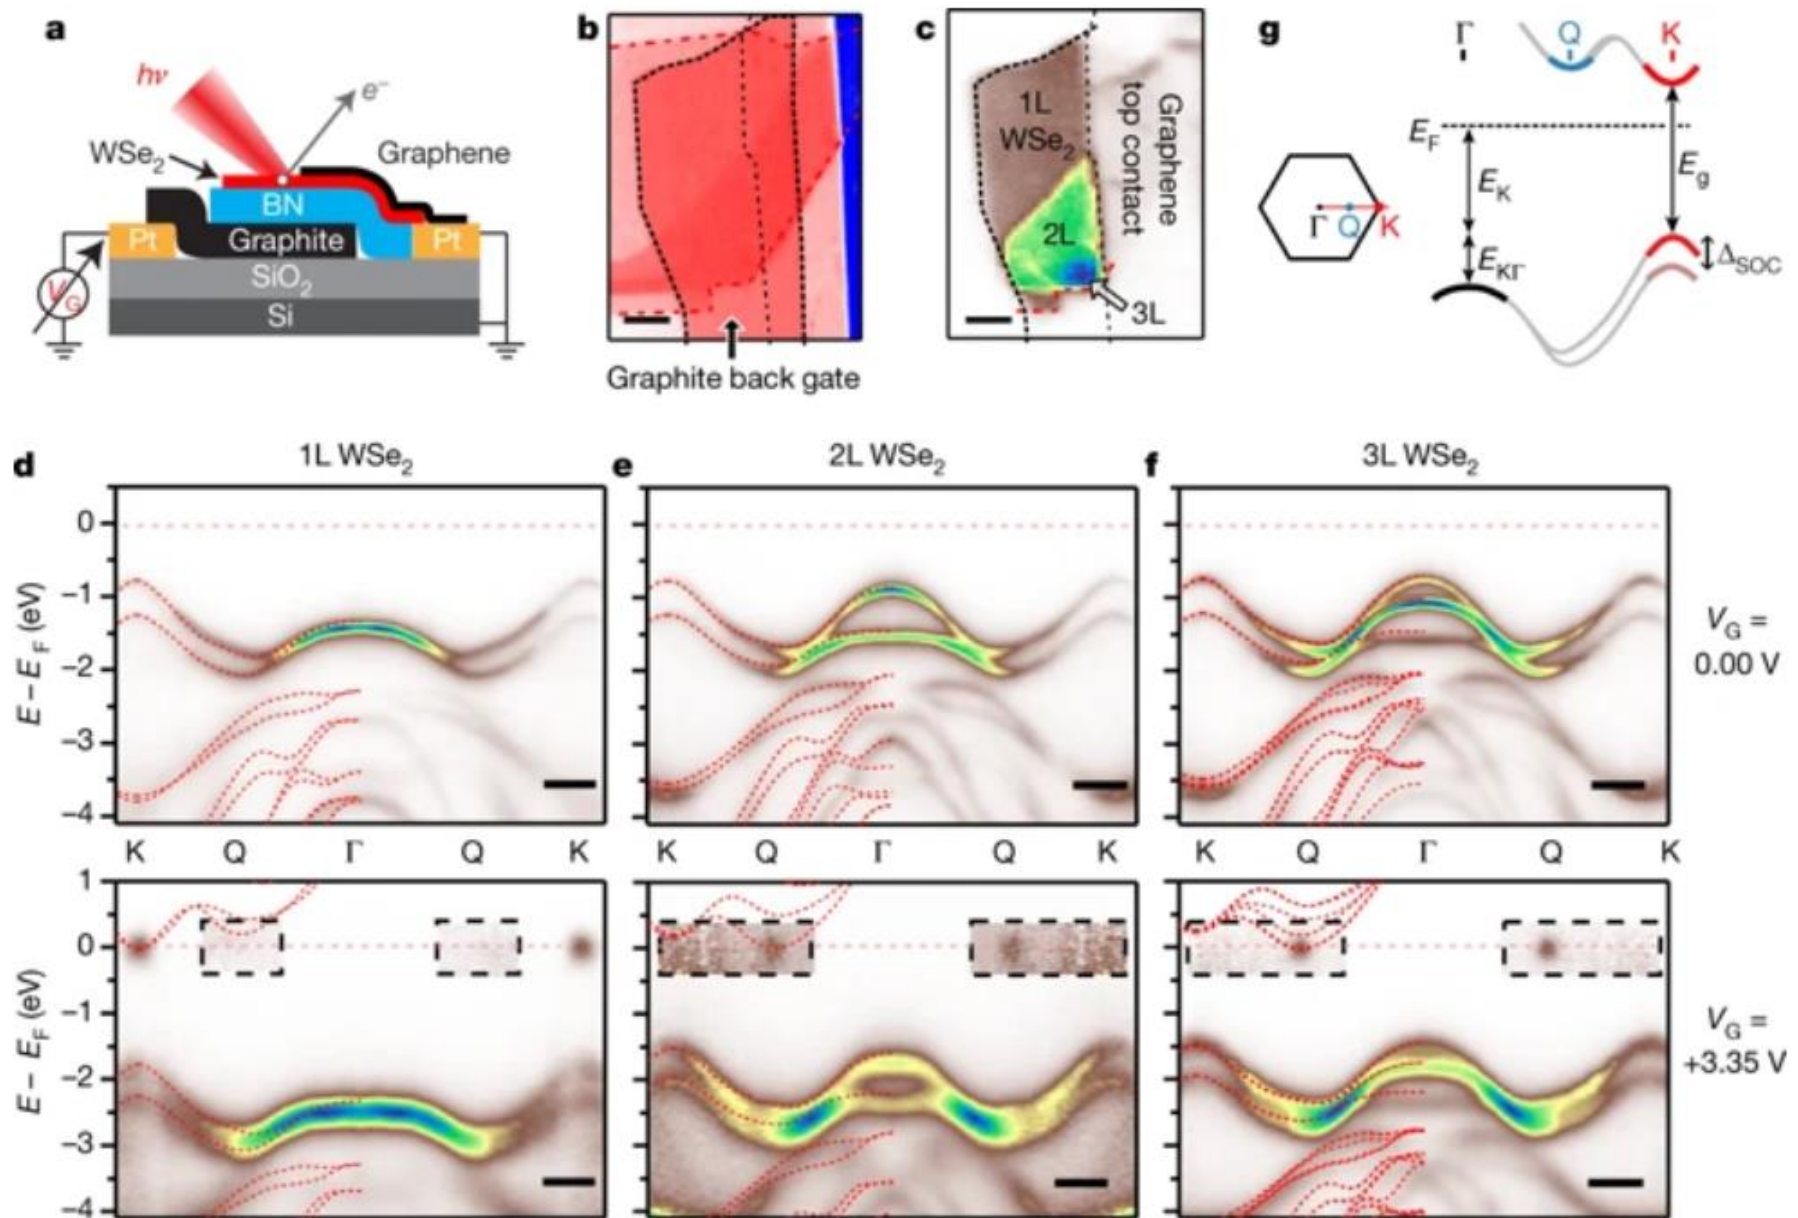 a
hν
e⁻
WSe₂
Graphene
BN
Pt
Graphite
Pt
V_G
SiO₂
Si
b
Graphite back gate
c
1L
WSe₂
2L
3L
Graphene
top contact
g
Γ
Q
K
E_F
E_K
E_g
E_KΓ
Δ_SOC
Γ
Q
K
d
1L WSe₂
e
2L WSe₂
f
3L WSe₂
E – E_F (eV)
0
−1
−2
−3
−4
V_G =
0.00 V
K
Q
Γ
Q
K
K
Q
Γ
Q
K
K
Q
Γ
Q
K
E – E_F (eV)
1
0
−1
−2
−3
−4
V_G =
+3.35 V